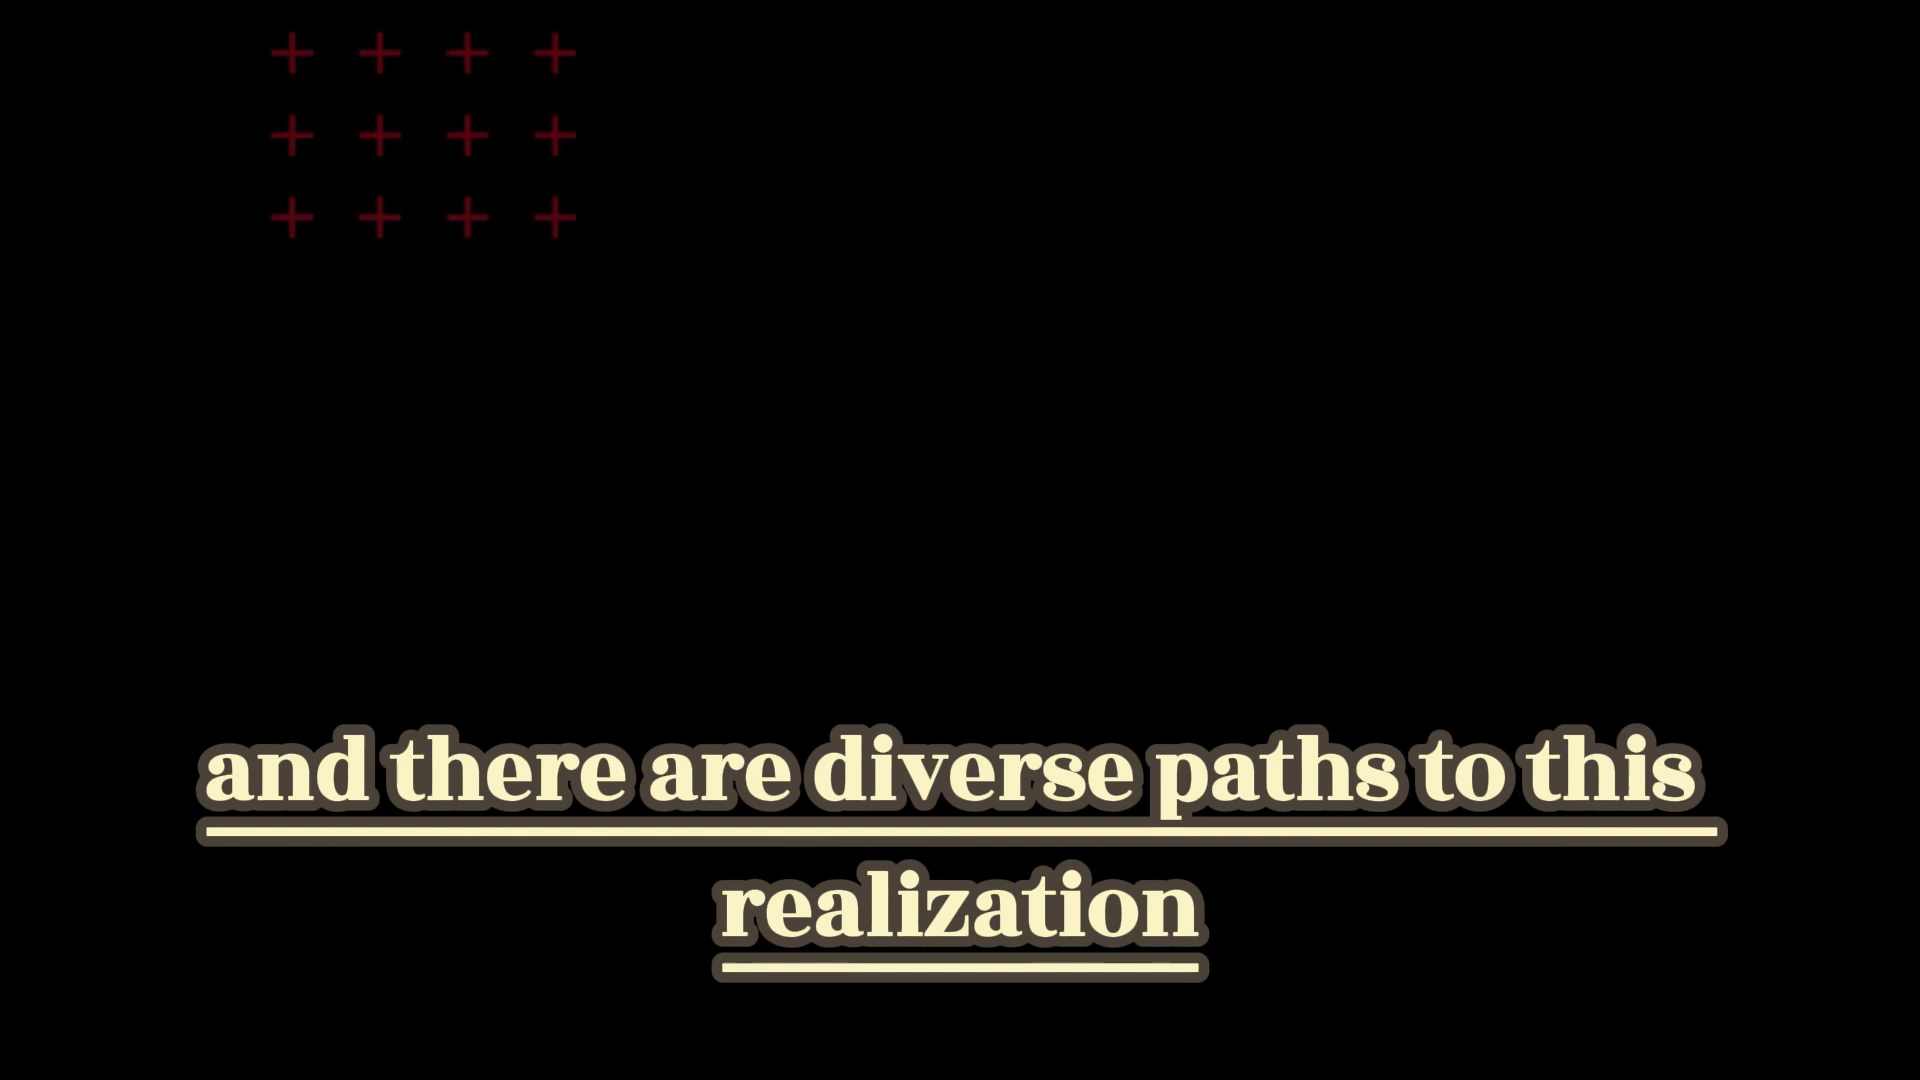 and there are diverse paths to this
realization